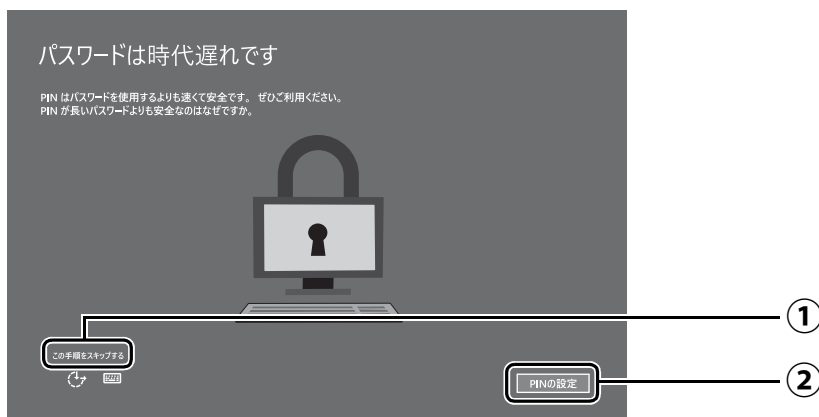 パスワードは時代遅れです
PIN はパスワードを使用するよりも速くて安全です。 ぜひご利用ください。
PIN が長いパスワードよりも安全なのはなぜですか。
①
この手順をスキップする
PINの設定
②